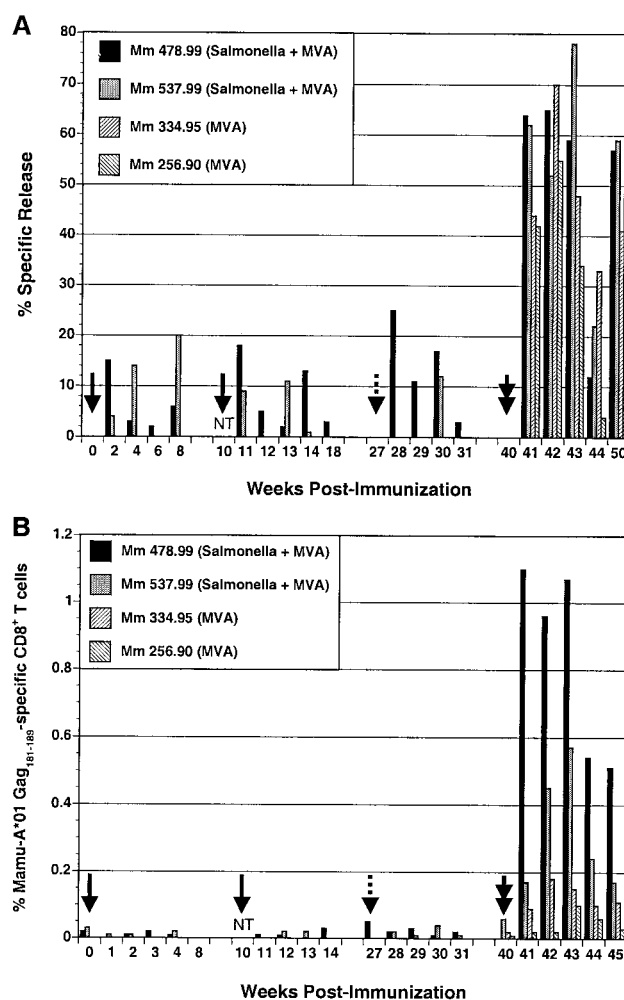 A
80
70
60
50
40
30
20
10
0
% Specific Release
Mm 478.99 (Salmonella + MVA)
Mm 537.99 (Salmonella + MVA)
Mm 334.95 (MVA)
Mm 256.90 (MVA)
NT
0 2 4 6 8 10 11 12 13 14 18 27 28 29 30 31 40 41 42 43 44 50
Weeks Post-Immunization
B
1.2
1
0.8
0.6
0.4
0.2
0
% Mamu-A*01 Gag181-189-specific CD8+ T cells
Mm 478.99 (Salmonella + MVA)
Mm 537.99 (Salmonella + MVA)
Mm 334.95 (MVA)
Mm 256.90 (MVA)
NT
0 1 2 3 4 8 10 11 12 13 14 27 28 29 30 31 40 41 42 43 44 45
Weeks Post-Immunization